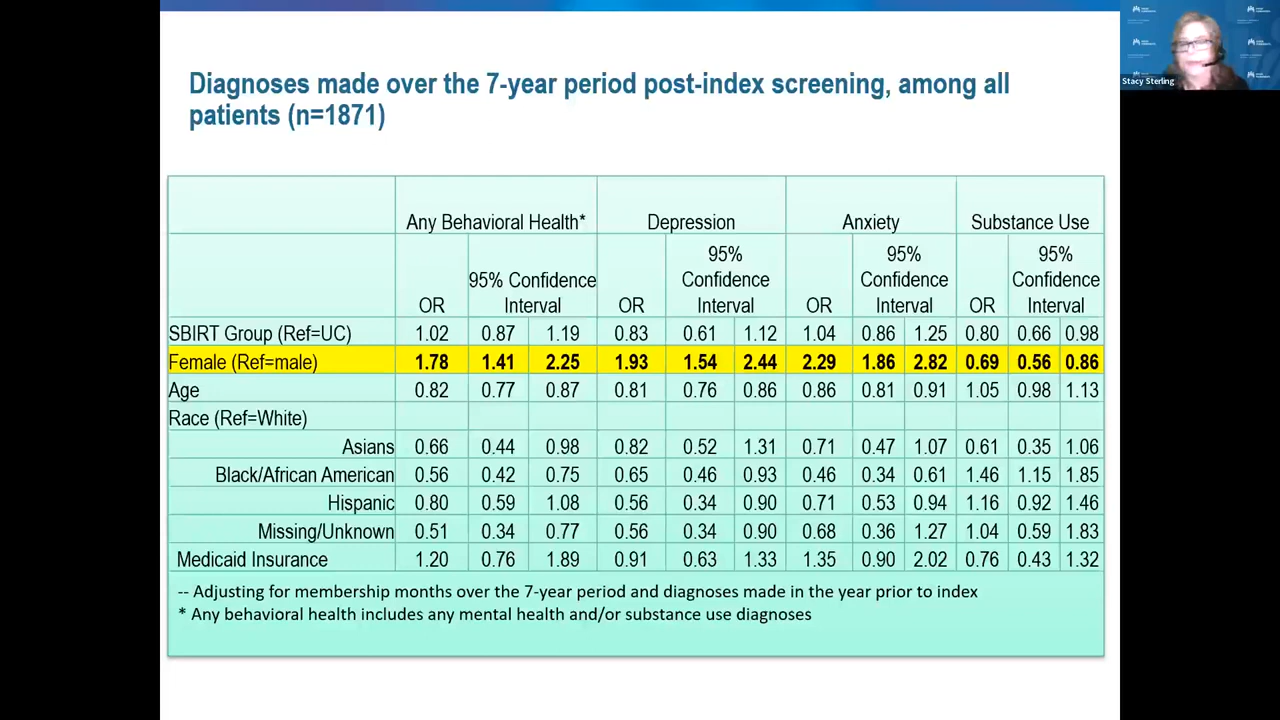 Diagnoses made over the 7-year period post-index screening, among all
patients (n=1871)
Stacy Sterling
Any Behavioral Health* Depression Anxiety Substance Use
OR 95% Confidence Interval OR 95% Confidence Interval OR 95% Confidence Interval OR 95% Confidence Interval
SBIRT Group (Ref=UC) 1.02 0.87 1.19 0.83 0.61 1.12 1.04 0.86 1.25 0.80 0.66 0.98
Female (Ref=male) 1.78 1.41 2.25 1.93 1.54 2.44 2.29 1.86 2.82 0.69 0.56 0.86
Age 0.82 0.77 0.87 0.81 0.76 0.86 0.86 0.81 0.91 1.05 0.98 1.13
Race (Ref=White)
Asians 0.66 0.44 0.98 0.82 0.52 1.31 0.71 0.47 1.07 0.61 0.35 1.06
Black/African American 0.56 0.42 0.75 0.65 0.46 0.93 0.46 0.34 0.61 1.46 1.15 1.85
Hispanic 0.80 0.59 1.08 0.56 0.34 0.90 0.71 0.53 0.94 1.16 0.92 1.46
Missing/Unknown 0.51 0.34 0.77 0.56 0.34 0.90 0.68 0.36 1.27 1.04 0.59 1.83
Medicaid Insurance 1.20 0.76 1.89 0.91 0.63 1.33 1.35 0.90 2.02 0.76 0.43 1.32
-- Adjusting for membership months over the 7-year period and diagnoses made in the year prior to index
* Any behavioral health includes any mental health and/or substance use diagnoses